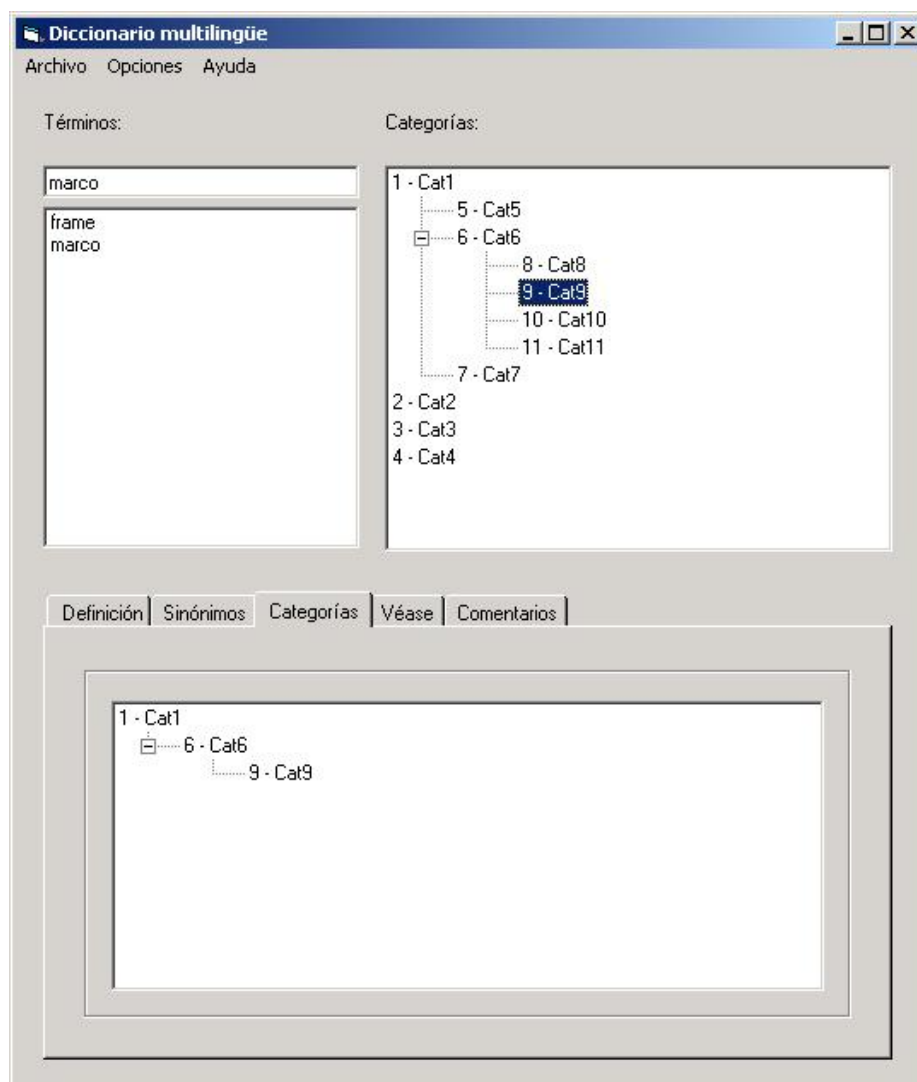 Diccionario multilingüe
Archivo Opciones Ayuda
Términos:
marco
frame
marco
Categorías:
1 - Cat1
5 - Cat5
6 - Cat6
8 - Cat8
9 - Cat9
10 - Cat10
11 - Cat11
7 - Cat7
2 - Cat2
3 - Cat3
4 - Cat4
Definición Sinónimos Categorías Véase Comentarios
1 - Cat1
6 - Cat6
9 - Cat9